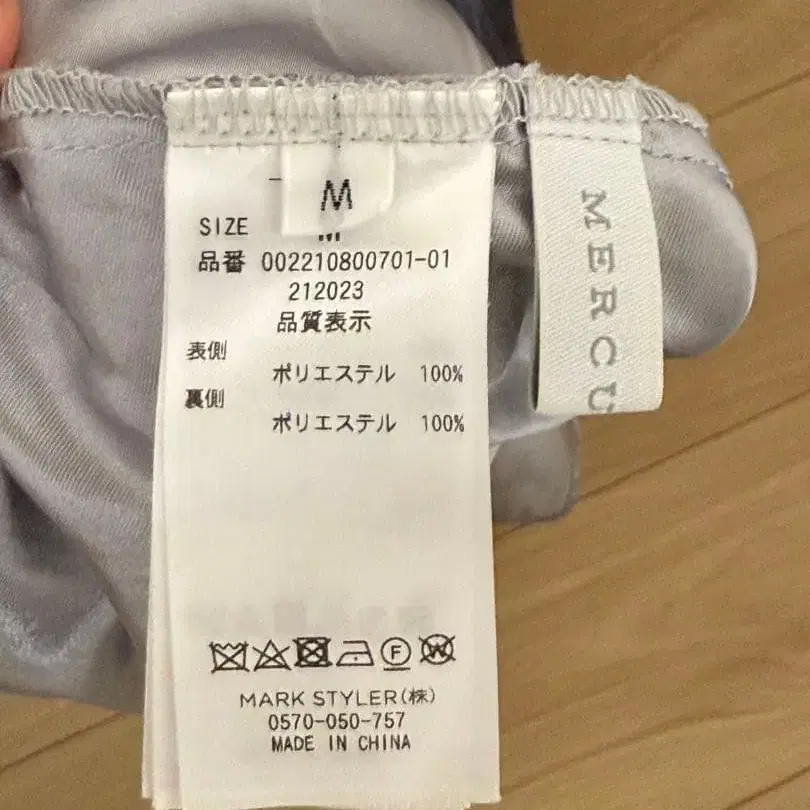 M
SIZE M
品番 002210800701-01
212023
品質表示
表側
ポリエステル 100%
裏側
ポリエステル 100%
F
W
MARK STYLER(株)
0570-050-757
MADE IN CHINA
MERCU